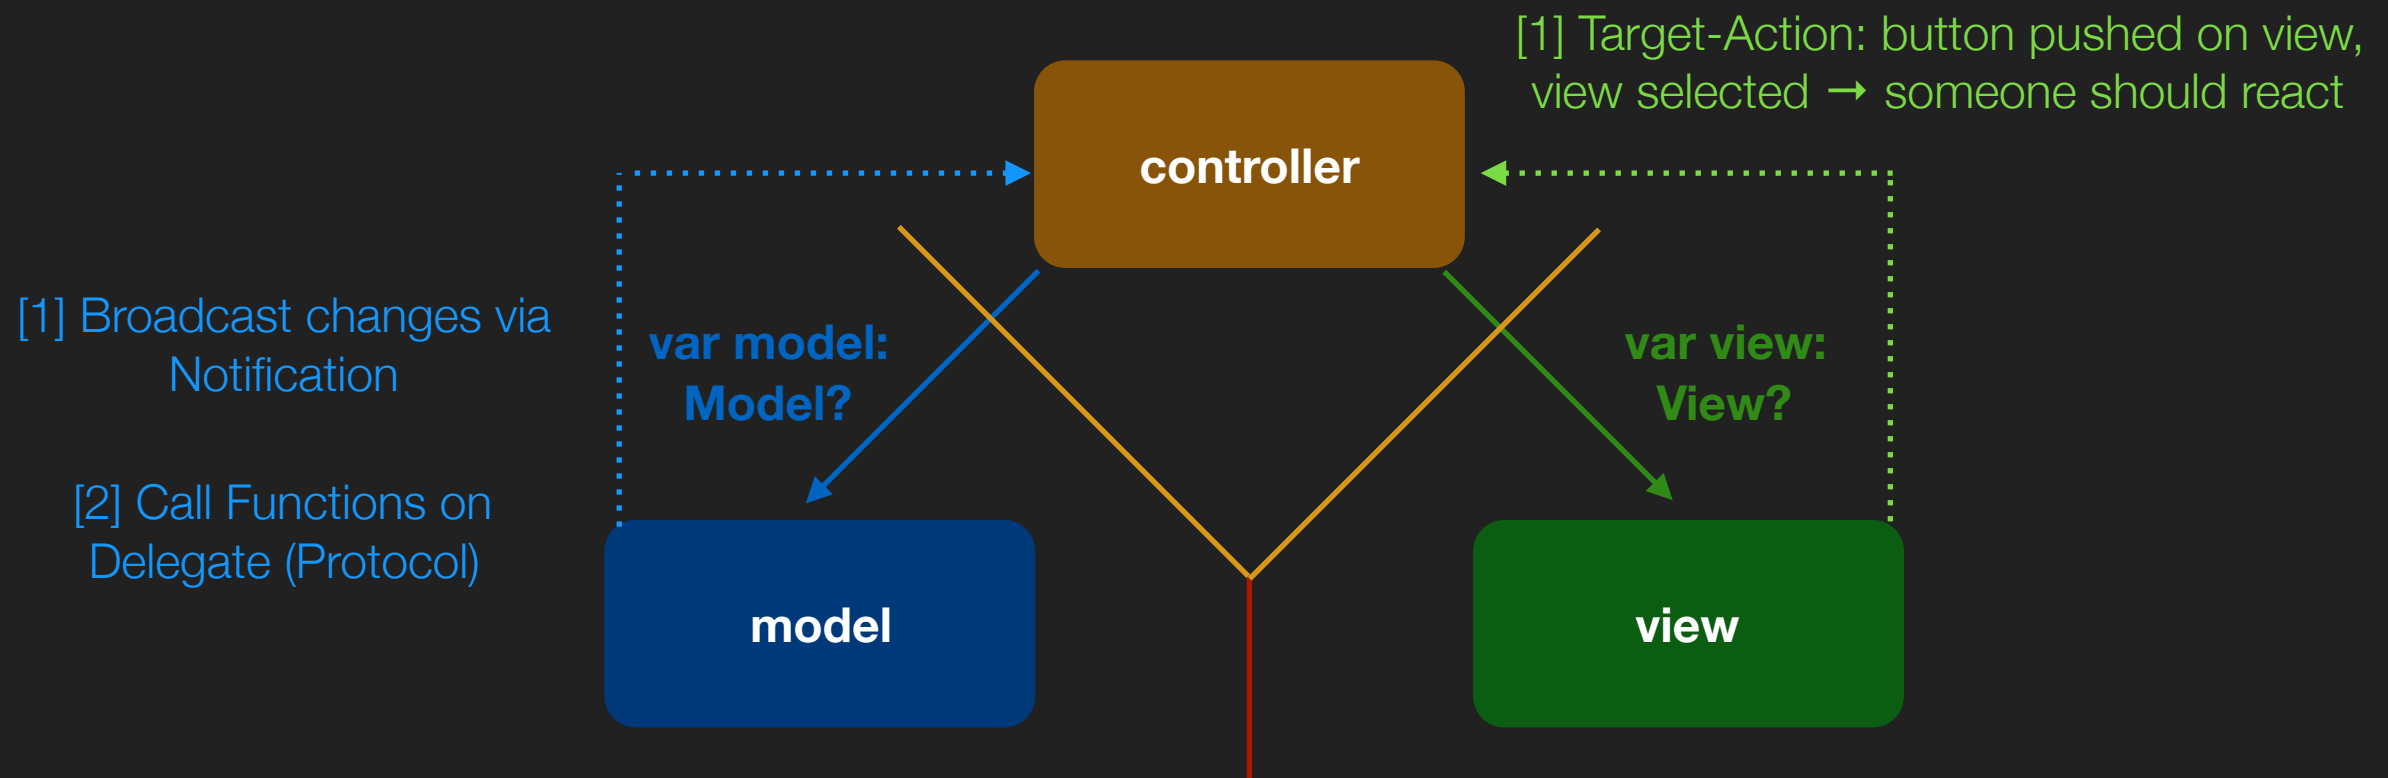 [1] Target-Action: button pushed on view,
view selected → someone should react
controller
[1] Broadcast changes via
Notification
var model:
Model?
var view:
View?
[2] Call Functions on
Delegate (Protocol)
model
view